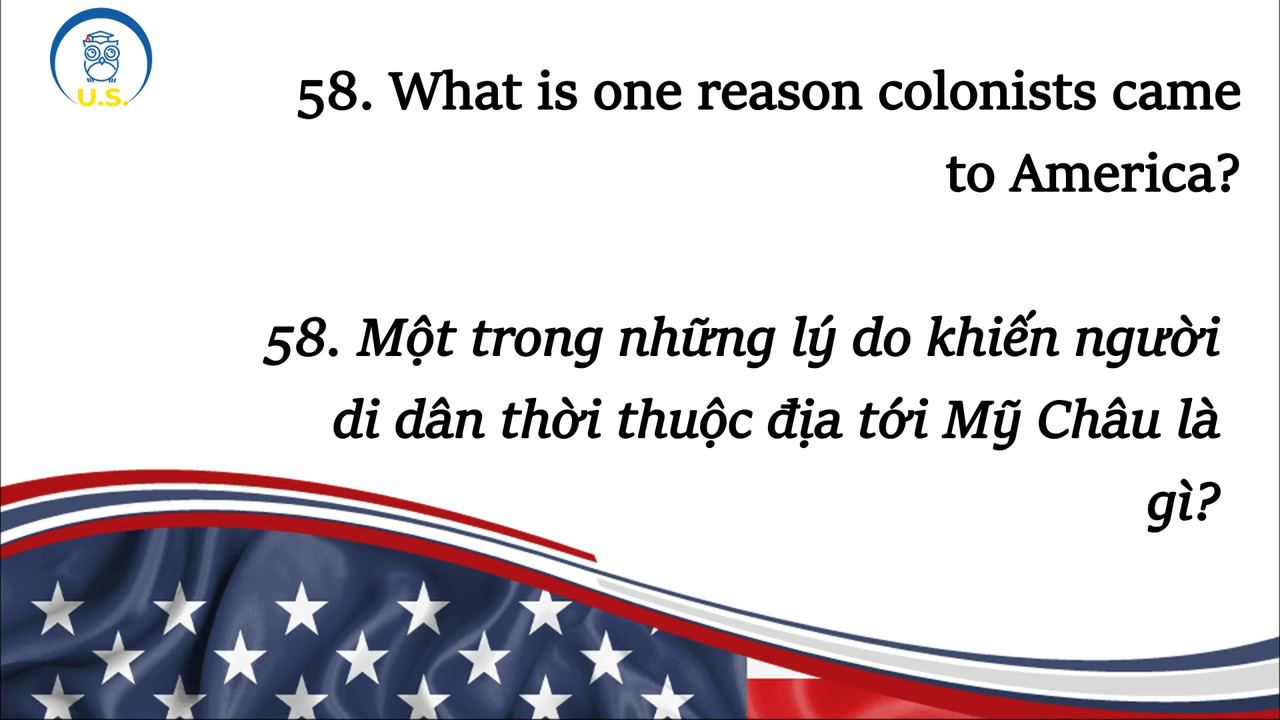 U.S.
58. What is one reason colonists came
to America?
58. Một trong những lý do khiến người
di dân thời thuộc địa tới Mỹ Châu là
gì?